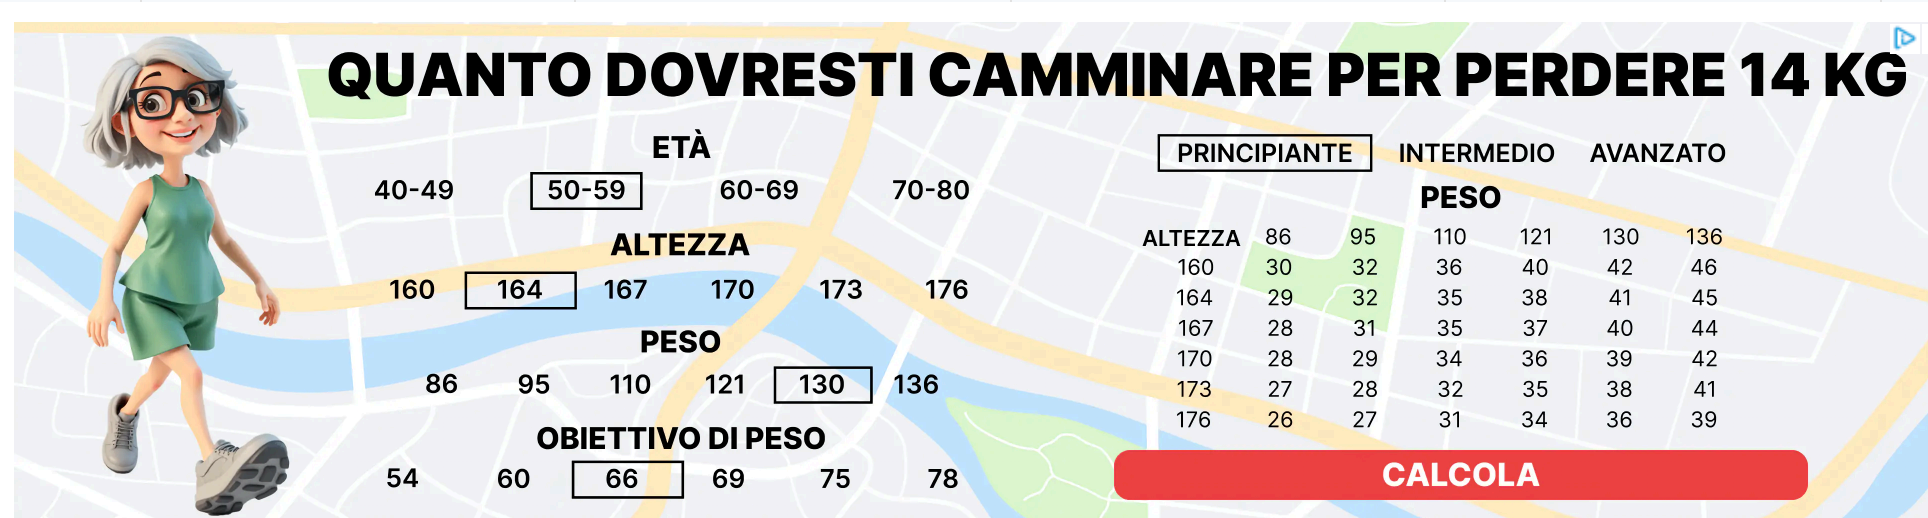 QUANTO DOVRESTI CAMMINARE PER PERDERE 14 KG
ETÀ
40-49 50-59 60-69 70-80
ALTEZZA
160 164 167 170 173 176
PESO
86 95 110 121 130 136
OBIETTIVO DI PESO
54 60 66 69 75 78
PRINCIPIANTE INTERMEDIO AVANZATO
PESO
ALTEZZA 86 95 110 121 130 136
160 30 32 36 40 42 46
164 29 32 35 38 41 45
167 28 31 35 37 40 44
170 28 29 34 36 39 42
173 27 28 32 35 38 41
176 26 27 31 34 36 39
CALCOLA